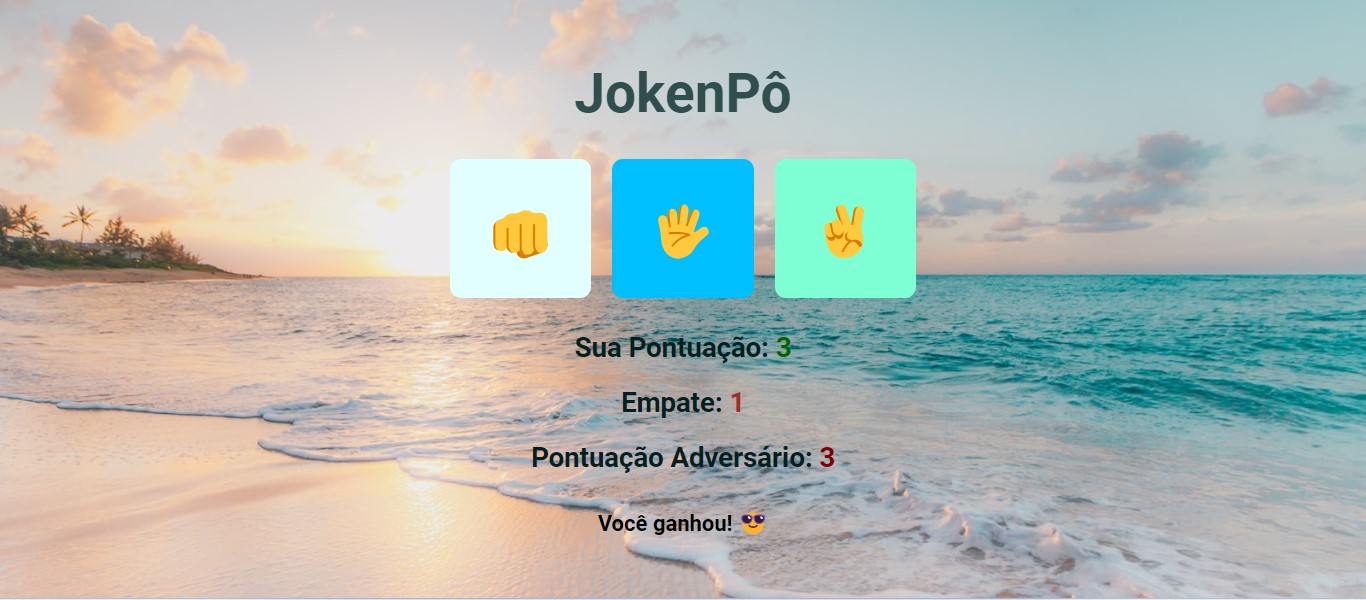 JokenPô
Sua Pontuação: 3
Empate: 1
Pontuação Adversário: 3
Você ganhou! 😎